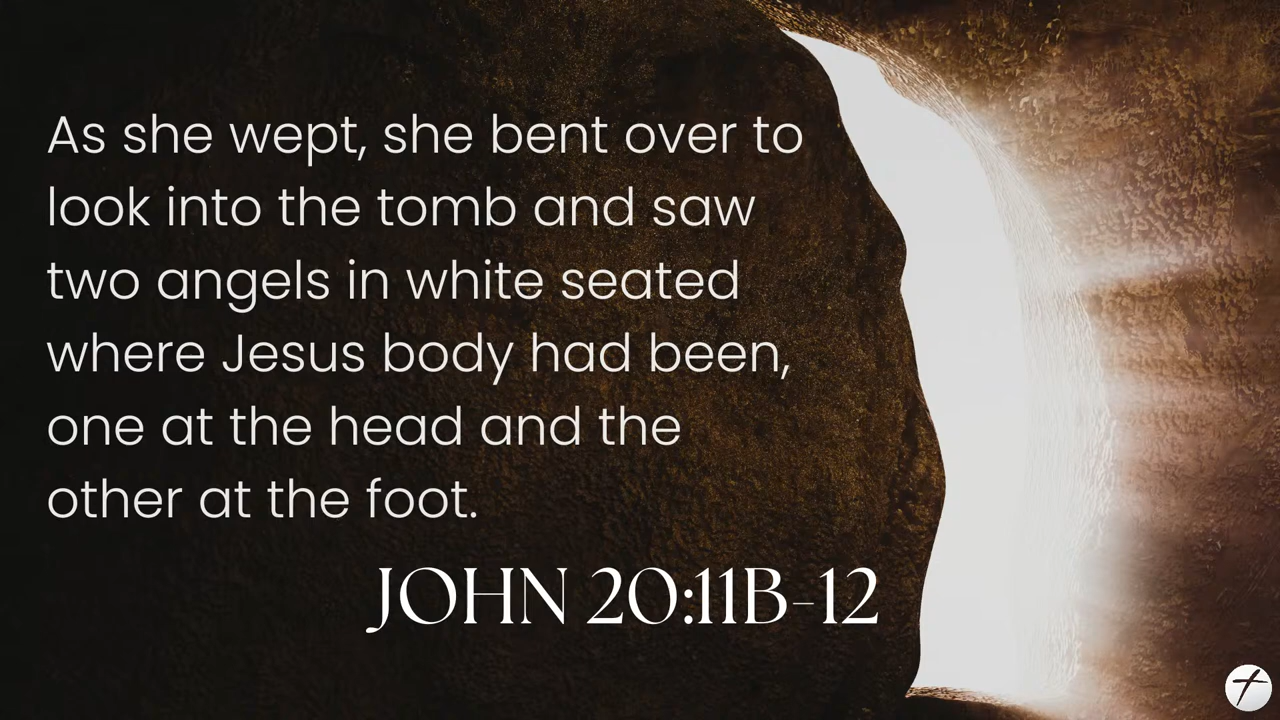 As she wept, she bent over to
look into the tomb and saw
two angels in white seated
where Jesus body had been,
one at the head and the
other at the foot.
JOHN 20:11B-12